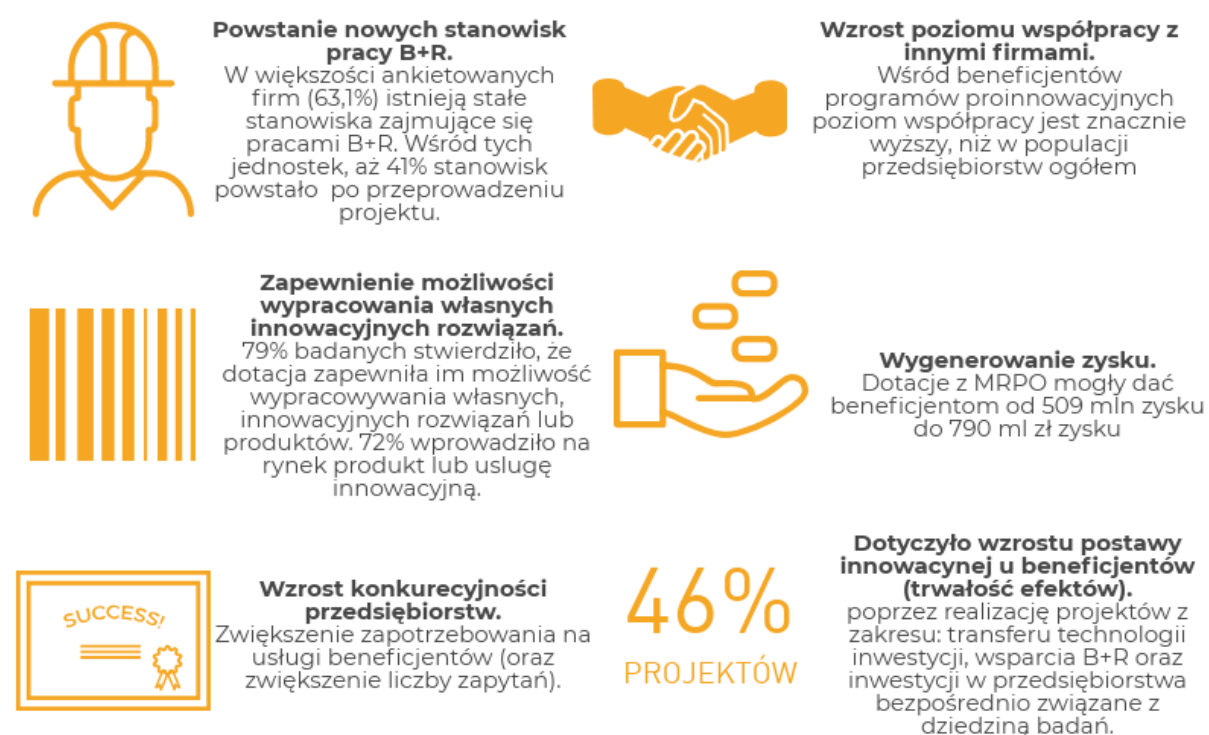 Powstanie nowych stanowisk
pracy B+R.
W większości ankietowanych
firm (63,1%) istnieją stałe
stanowiska zajmujące się
pracami B+R. Wśród tych
jednostek, aż 41% stanowisk
powstało po przeprowadzeniu
projektu.
Wzrost poziomu współpracy z
innymi firmami.
Wśród beneficjentów
programów proinnowacyjnych
poziom współpracy jest znacznie
wyższy, niż w populacji
przedsiębiorstw ogółem
Zapewnienie możliwości
wypracowania własnych
innowacyjnych rozwiązań.
79% badanych stwierdziło, że
dotacja zapewniła im możliwość
wypracowywania własnych,
innowacyjnych rozwiązań lub
produktów. 72% wprowadziło na
rynek produkt lub uslugę
innowacyjną.
Wygenerowanie zysku.
Dotacje z MRPO mogły dać
beneficjentom od 509 mln zysku
do 790 ml zł zysku
SUCCESS!
Wzrost konkurecyjności
przedsiębiorstw.
Zwiększenie zapotrzebowania na
usługi beneficjentów (oraz
zwiększenie liczby zapytań).
46%
PROJEKTÓW
Dotyczyło wzrostu postawy
innowacynej u beneficjentów
(trwałość efektów).
poprzez realizację projektów z
zakresu: transferu technologii
inwestycji, wsparcia B+R oraz
inwestycji w przedsiębiorstwa
bezpośrednio związane z
dziedziną badań.